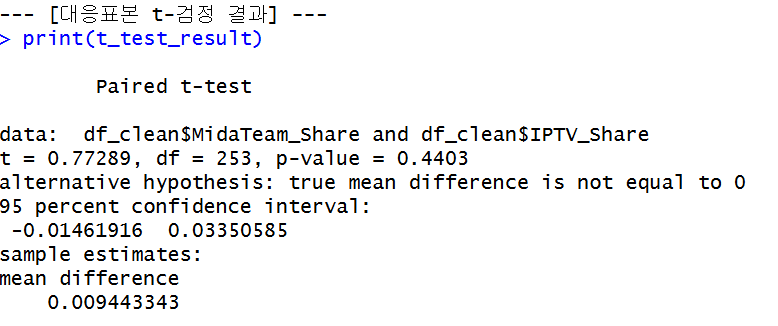 --- [대응표본 t-검정 결과] ---
> print(t_test_result)
Paired t-test
data:  df_clean$MidaTeam_Share and df_clean$IPTV_Share
t = 0.77289, df = 253, p-value = 0.4403
alternative hypothesis: true mean difference is not equal to 0
95 percent confidence interval:
 -0.01461916  0.03350585
sample estimates:
mean difference
    0.009443343